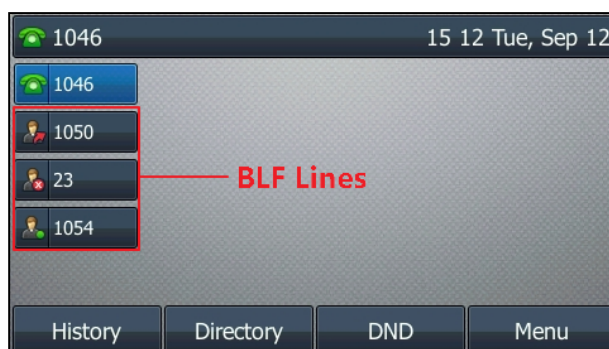 1046 15 12 Tue, Sep 12
1046
1050
23 BLF Lines
1054
History Directory DND Menu